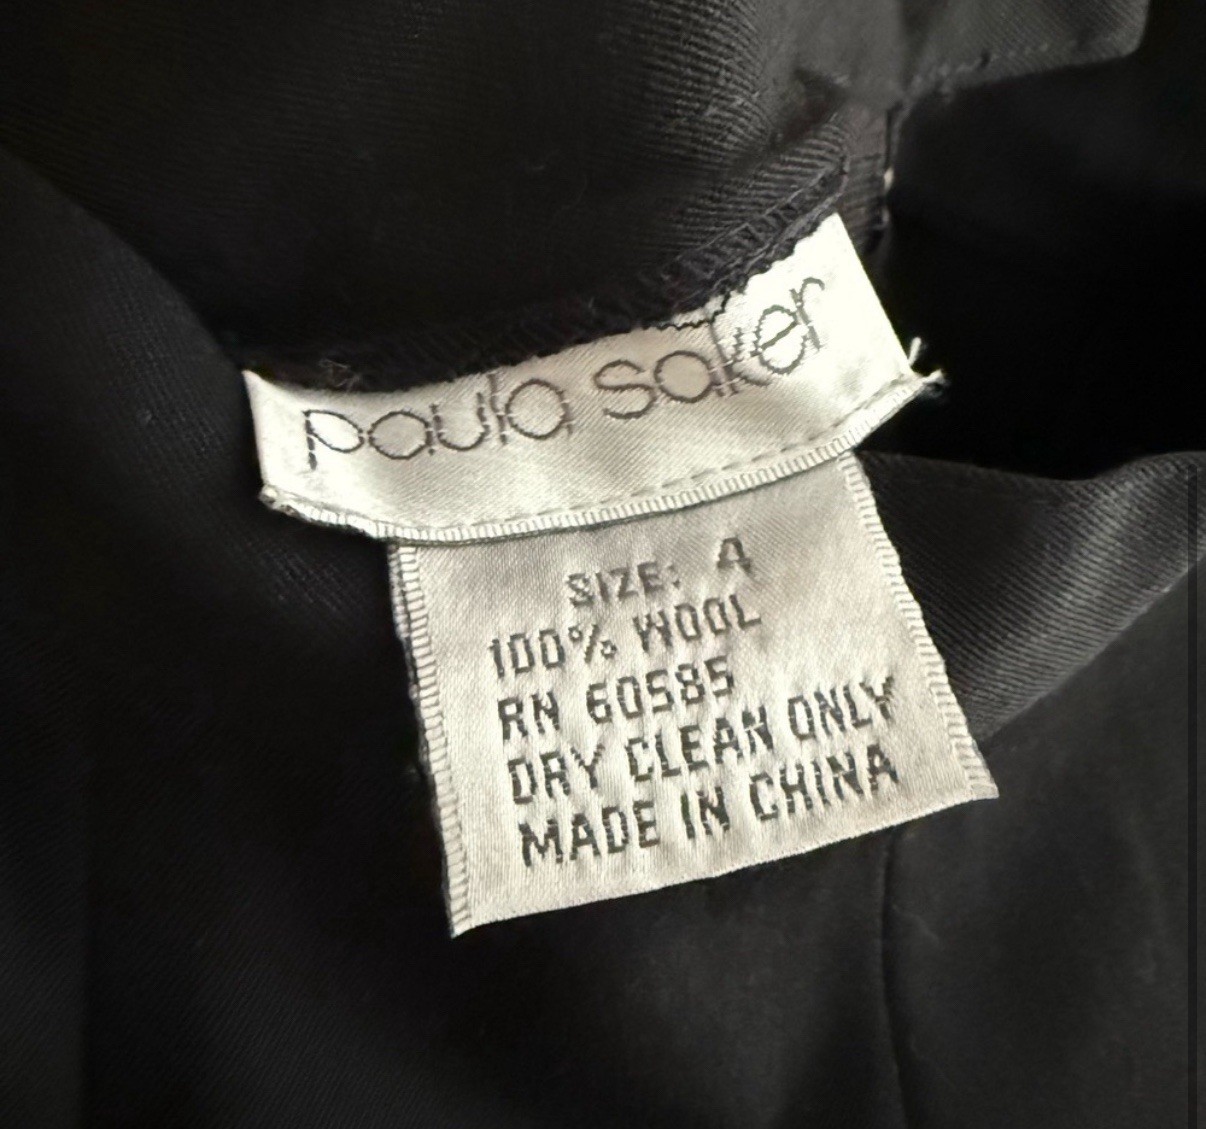 paula saker
SIZE: 4
100% WOOL
RN 60585
DRY CLEAN ONLY
MADE IN CHINA